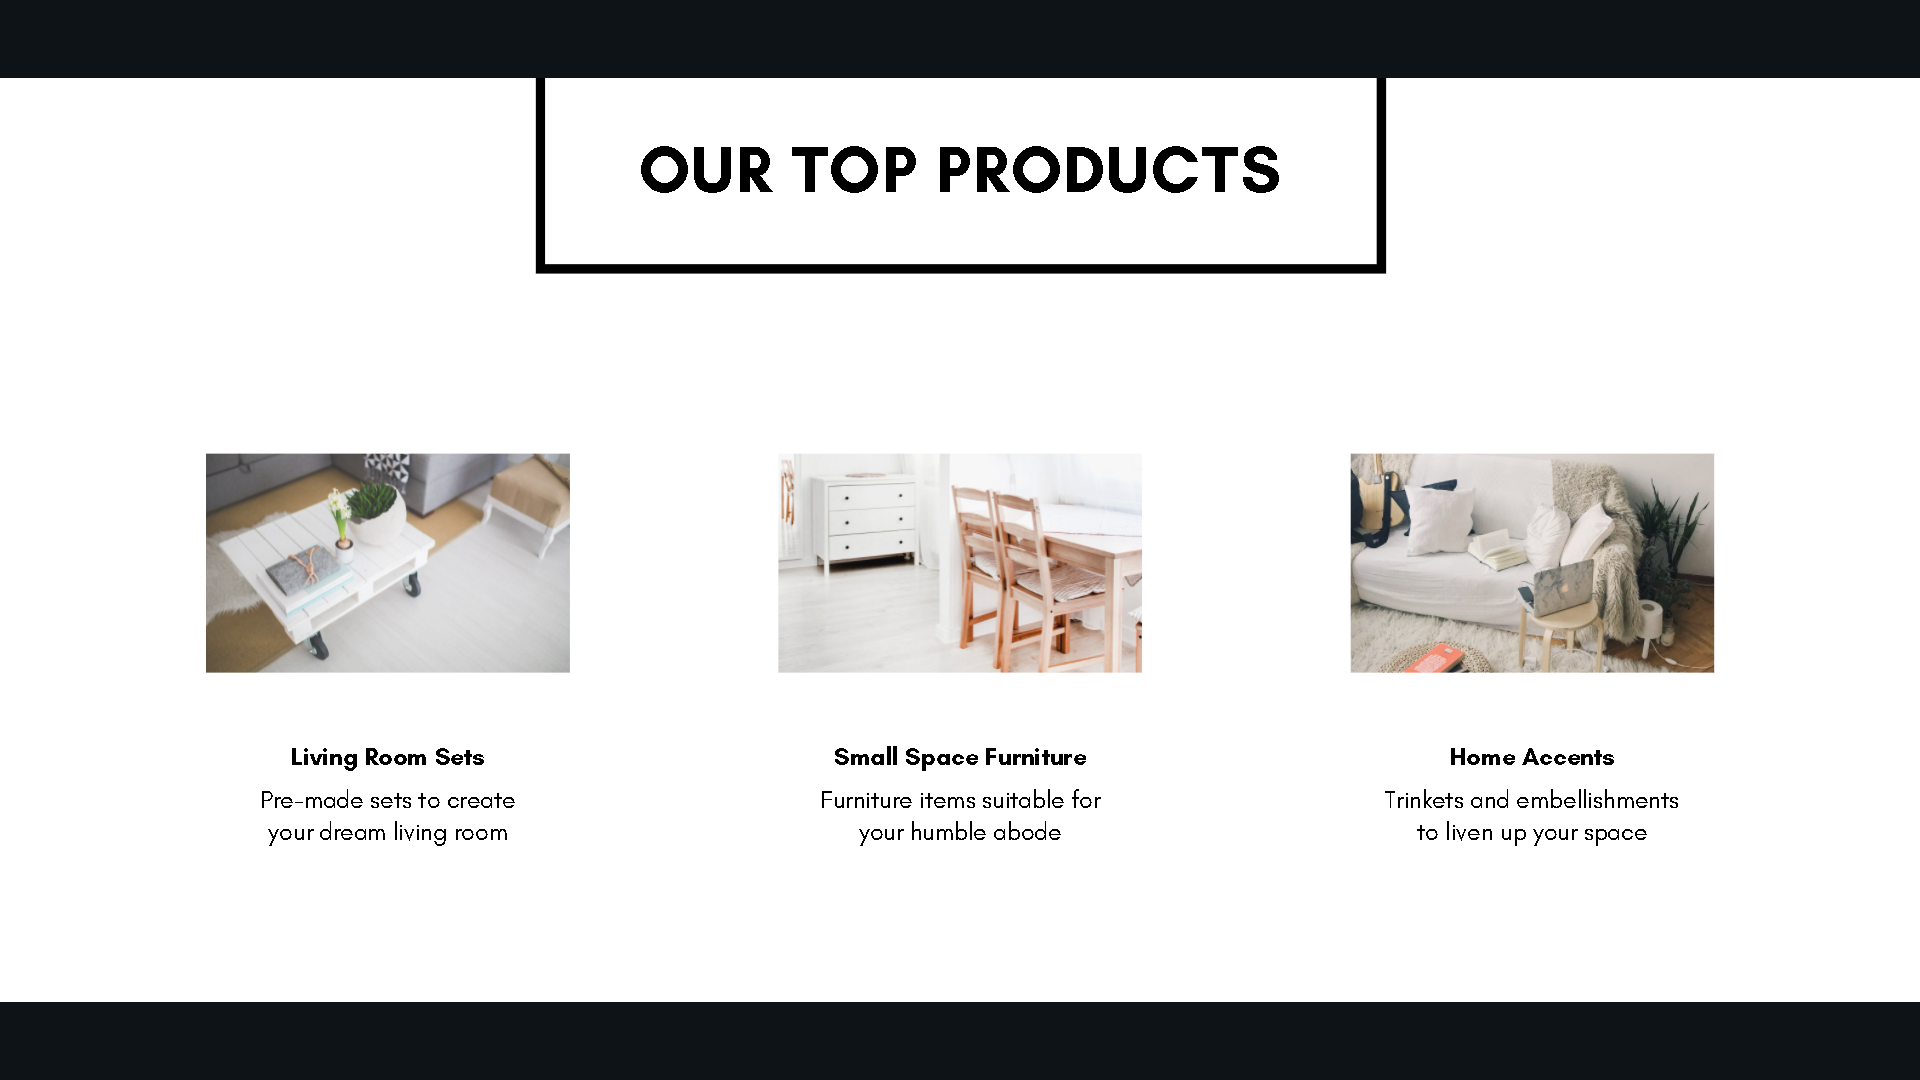 OUR TOP PRODUCTS
Living Room Sets
Pre-made sets to create
your dream living room
Small Space Furniture
Furniture items suitable for
your humble abode
Home Accents
Trinkets and embellishments
to liven up your space